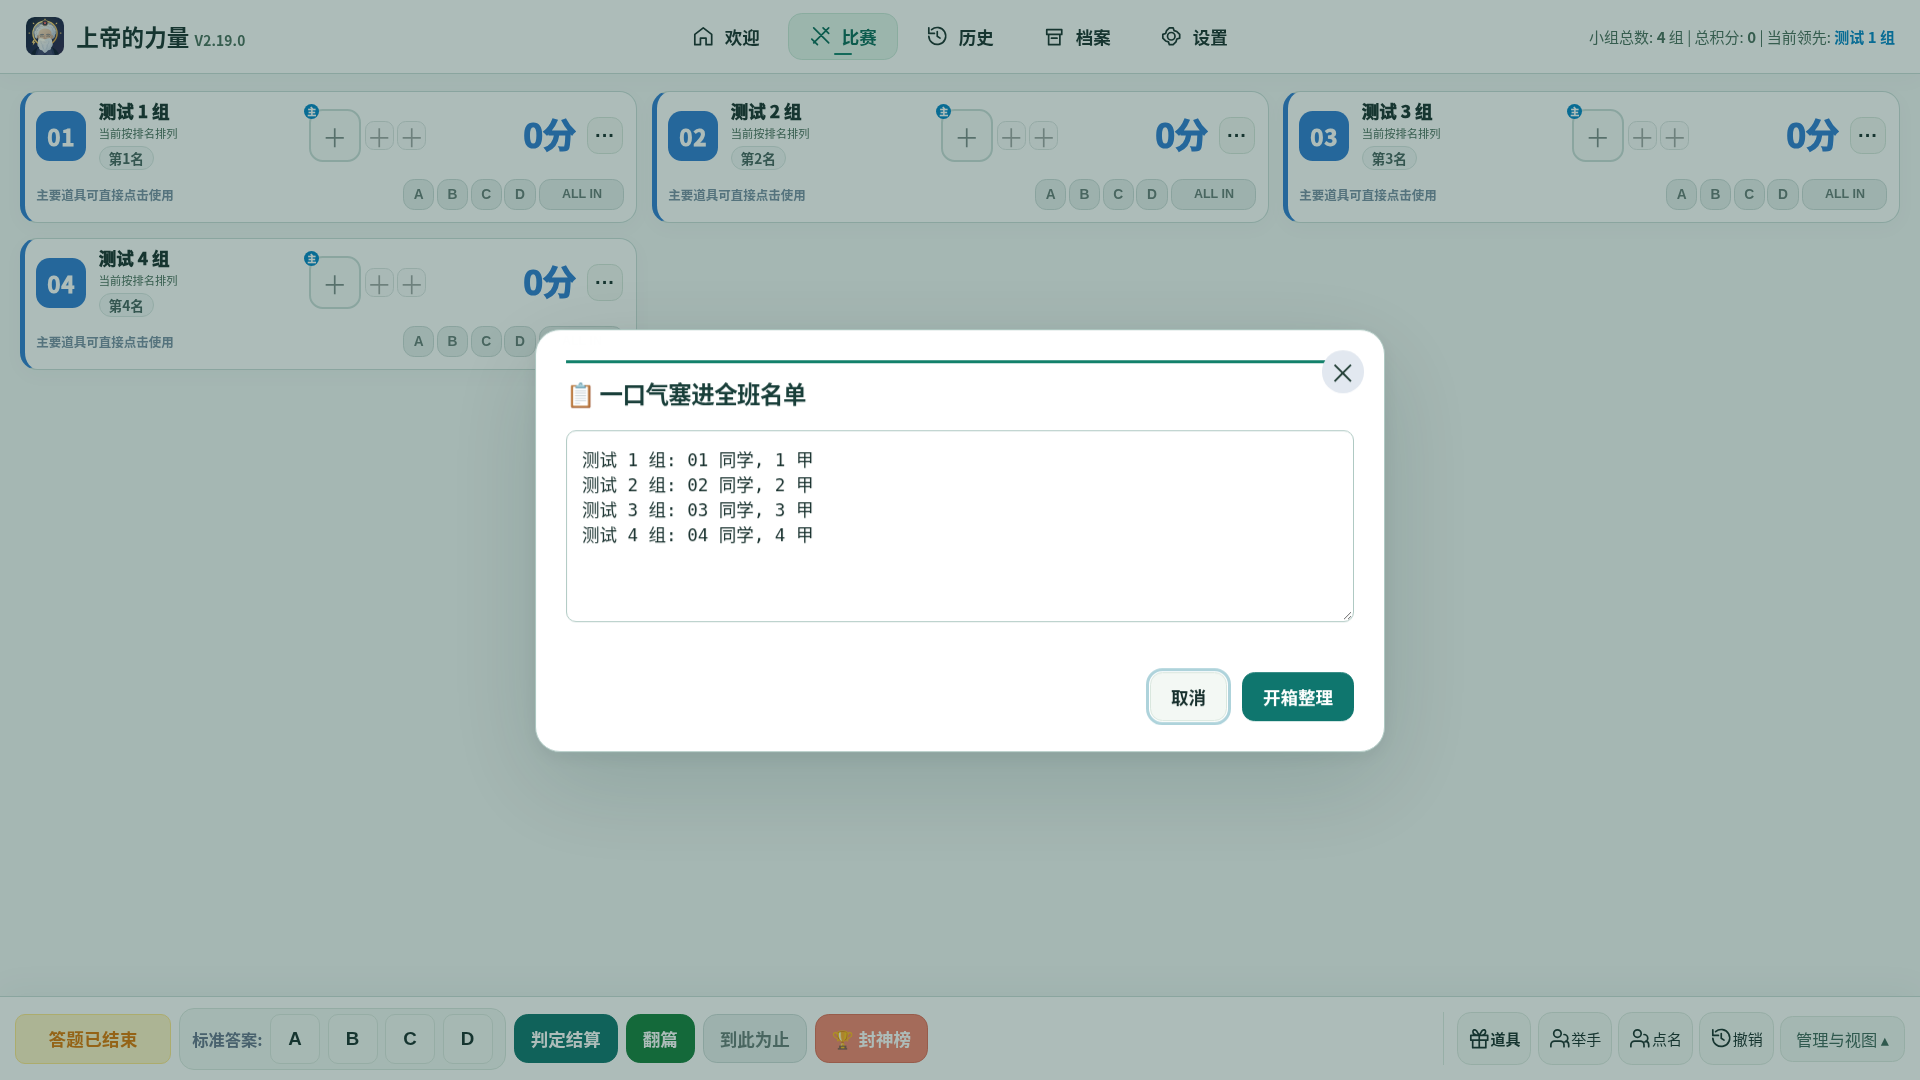 上帝的力量 V2.19.0
欢迎
比赛
历史
档案
设置
小组总数: 4 组 | 总积分: 0 | 当前领先: 测试 1 组
01
测试 1 组
当前按排名排列
第1名
主
0分
主要道具可直接点击使用
A B C D ALL IN
02
测试 2 组
当前按排名排列
第2名
主
0分
主要道具可直接点击使用
A B C D ALL IN
03
测试 3 组
当前按排名排列
第3名
主
0分
主要道具可直接点击使用
A B C D ALL IN
04
测试 4 组
当前按排名排列
第4名
主
0分
主要道具可直接点击使用
A B C D
一口气塞进全班名单
测试 1 组: 01 同学, 1 甲
测试 2 组: 02 同学, 2 甲
测试 3 组: 03 同学, 3 甲
测试 4 组: 04 同学, 4 甲
取消
开箱整理
答题已结束
标准答案: A B C D
判定结算
翻篇
到此为止
封神榜
道具
举手
点名
撤销
管理与视图